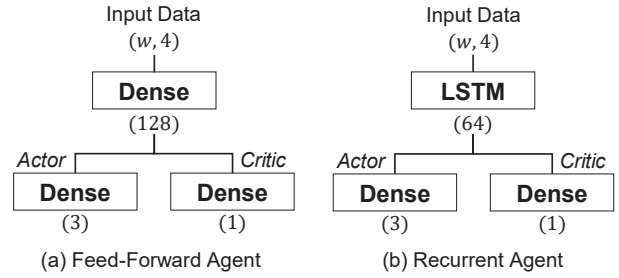 Input Data
(w, 4)
Dense
(128)
Actor
Critic
Dense
Dense
(3)
(1)
(a) Feed-Forward Agent
Input Data
(w, 4)
LSTM
(64)
Actor
Critic
Dense
Dense
(3)
(1)
(b) Recurrent Agent